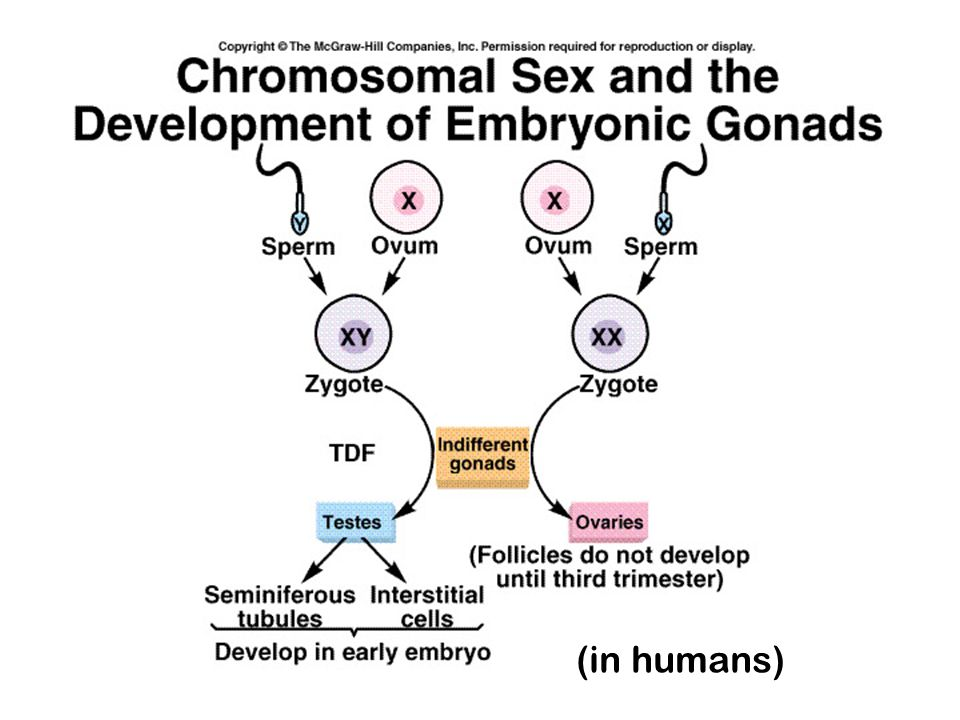 Copyright © The McGraw-Hill Companies, Inc. Permission required for reproduction or display.
Chromosomal Sex and the
Development of Embryonic Gonads
Y
X
X
X
Sperm
Ovum
Ovum
Sperm
XY
XX
Zygote
Zygote
TDF
Indifferent
gonads
Testes
Ovaries
(Follicles do not develop
until third trimester)
Seminiferous
tubules
Interstitial
cells
Develop in early embryo
(in humans)